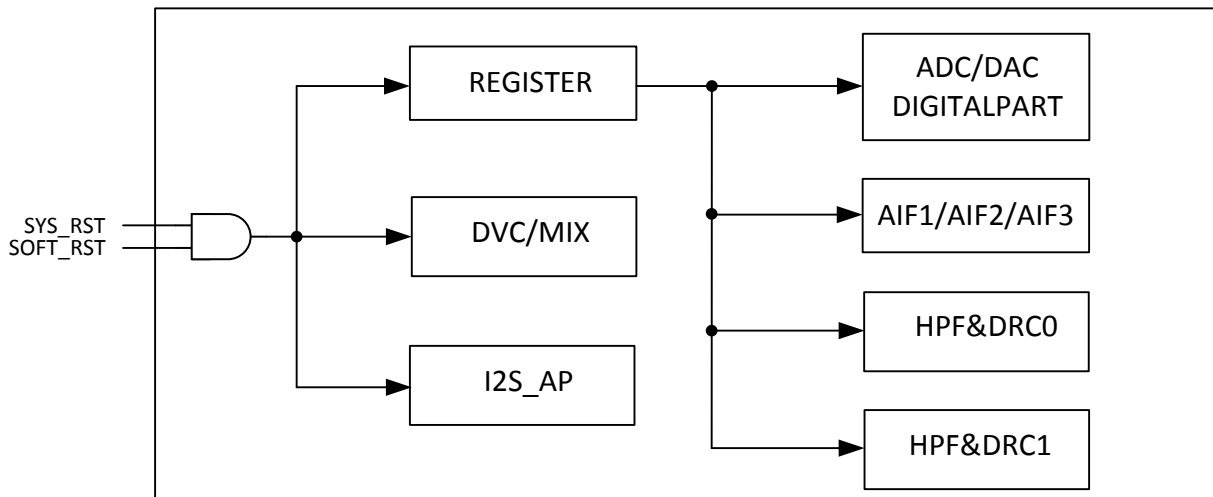 SYS_RST
SOFT_RST
REGISTER
DVC/MIX
I2S_AP
ADC/DAC
DIGITALPART
AIF1/AIF2/AIF3
HPF&DRC0
HPF&DRC1